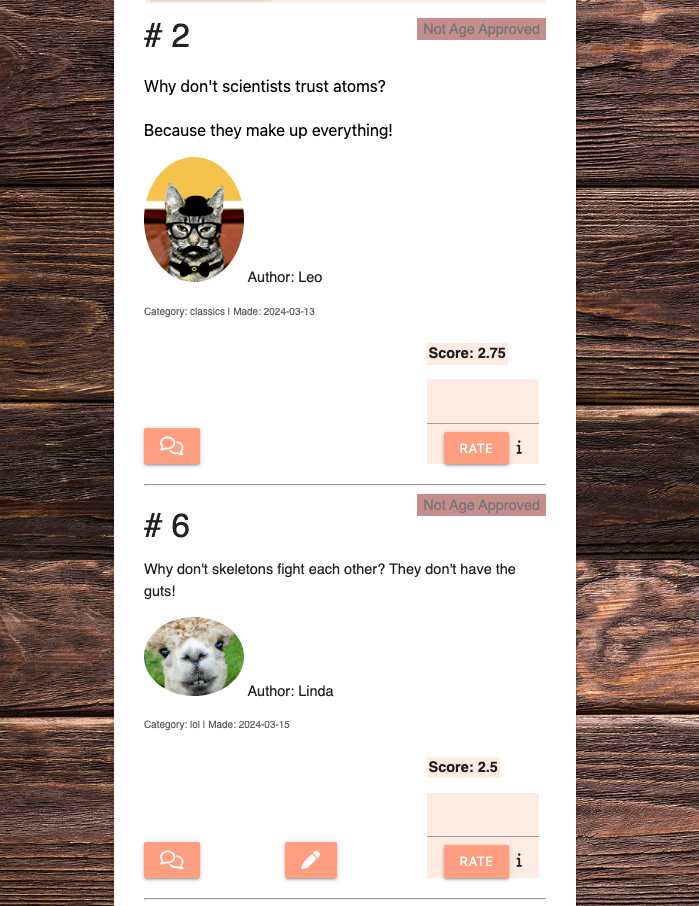 # 2
Not Age Approved
Why don't scientists trust atoms?
Because they make up everything!
Author: Leo
Category: classics | Made: 2024-03-13
Score: 2.75
RATE i
# 6
Not Age Approved
Why don't skeletons fight each other? They don't have the
guts!
Author: Linda
Category: lol | Made: 2024-03-15
Score: 2.5
RATE i